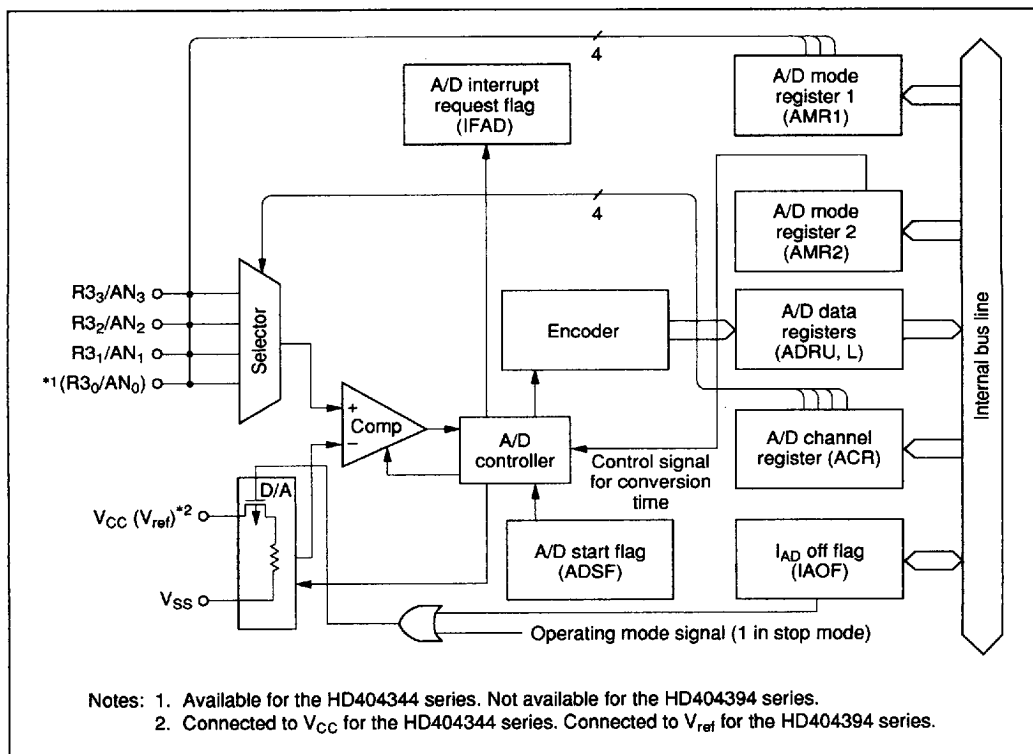 4
A/D interrupt
request flag
(IFAD)
A/D mode
register 1
(AMR1)
4
A/D mode
register 2
(AMR2)
R3₃/AN₃
R3₂/AN₂
R3₁/AN₁
*1(R3₀/AN₀)
Selector
Encoder
A/D data
registers
(ADRU, L)
Internal bus line
+
Comp
−
A/D
controller
Control signal
for conversion
time
A/D channel
register (ACR)
D/A
V_CC (V_ref)*2
V_SS
A/D start flag
(ADSF)
I_AD off flag
(IAOF)
Operating mode signal (1 in stop mode)
Notes: 1. Available for the HD404344 series. Not available for the HD404394 series.
2. Connected to V_CC for the HD404344 series. Connected to V_ref for the HD404394 series.